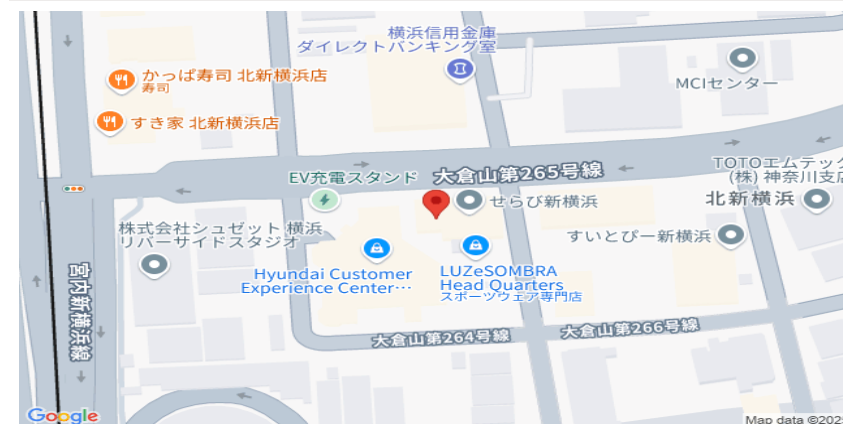 横浜信用金庫
ダイレクトバンキング室
かっぱ寿司 北新横浜店
寿司
MCIセンター
すき家 北新横浜店
大倉山第265号線
EV充電スタンド
TOTOエムテック
(株) 神奈川支店
北新横浜
せらび新横浜
株式会社シュゼット 横浜
リバーサイドスタジオ
すいとぴー新横浜
Hyundai Customer
Experience Center…
LUZeSOMBRA
Head Quarters
スポーツウェア専門店
宮内新横浜線
大倉山第264号線
大倉山第266号線
Google
Map data ©202